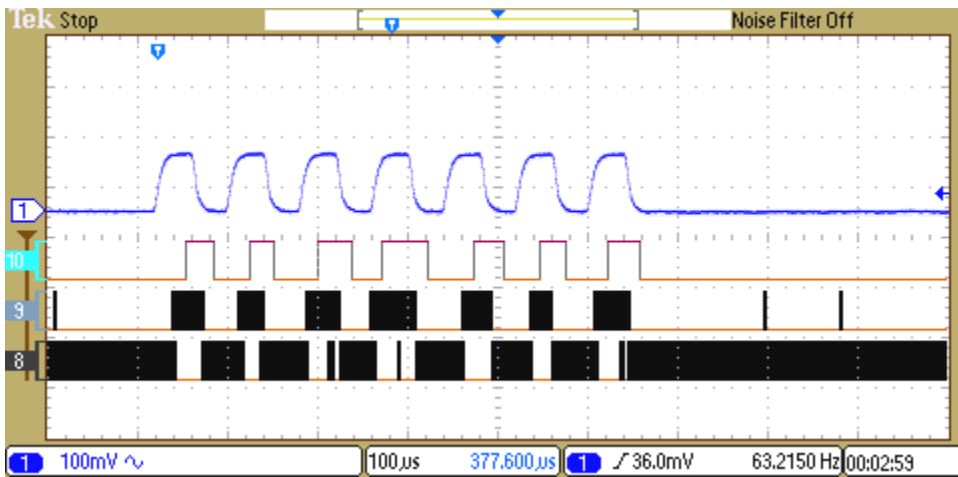 Tek Stop
Noise Filter Off
1
10
9
8
1 100mV
100µs 377.600µs
1 36.0mV
63.2150 Hz
00:02:59